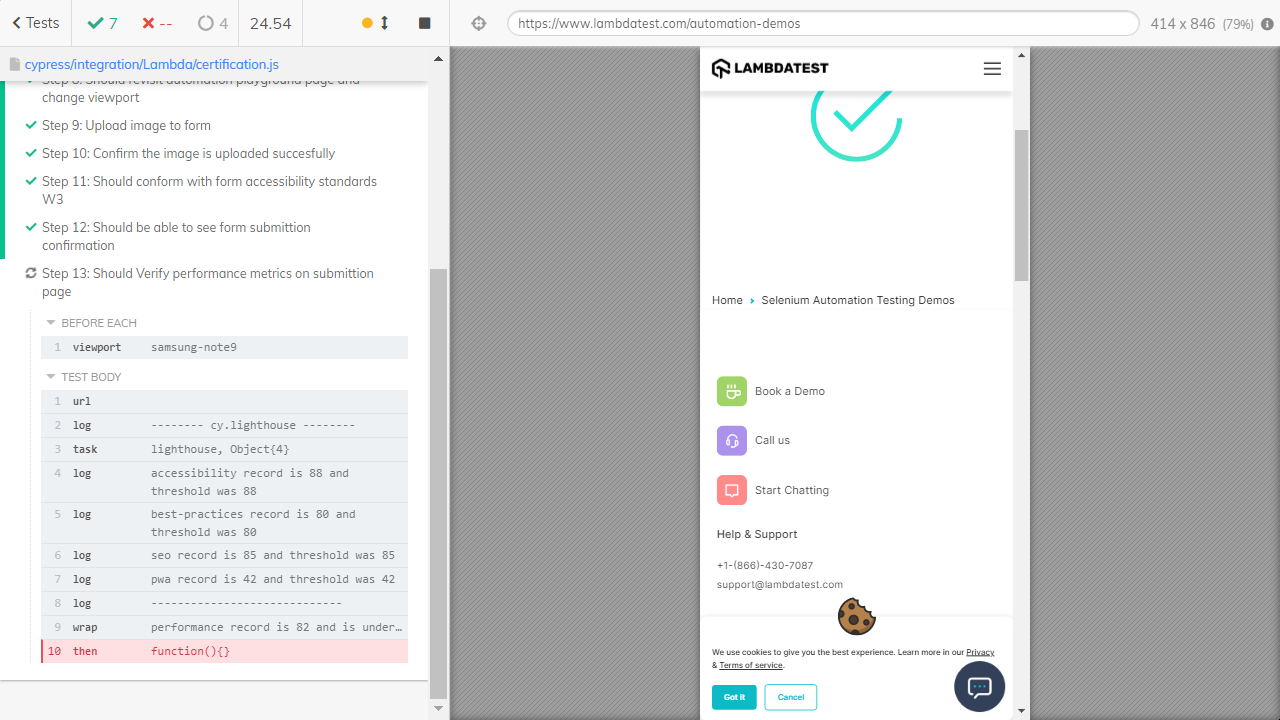 Tests
7
--
4
24.54
https://www.lambdatest.com/automation-demos
414 x 846 (79%)
cypress/integration/Lambda/certification.js
Step 8: Should revisit automation playground page and
change viewport
Step 9: Upload image to form
Step 10: Confirm the image is uploaded succesfully
Step 11: Should conform with form accessibility standards
W3
Step 12: Should be able to see form submittion
confirmation
Step 13: Should Verify performance metrics on submittion
page
BEFORE EACH
1 viewport samsung-note9
TEST BODY
1 url
2 log -------- cy.lighthouse --------
3 task lighthouse, Object{4}
4 log accessibility record is 88 and
threshold was 88
5 log best-practices record is 80 and
threshold was 80
6 log seo record is 85 and threshold was 85
7 log pwa record is 42 and threshold was 42
8 log -----------------------------
9 wrap performance record is 82 and is under…
10 then function(){}
LAMBDATEST
Home › Selenium Automation Testing Demos
Book a Demo
Call us
Start Chatting
Help & Support
+1-(866)-430-7087
support@lambdatest.com
We use cookies to give you the best experience. Learn more in our Privacy
& Terms of service.
Got It
Cancel